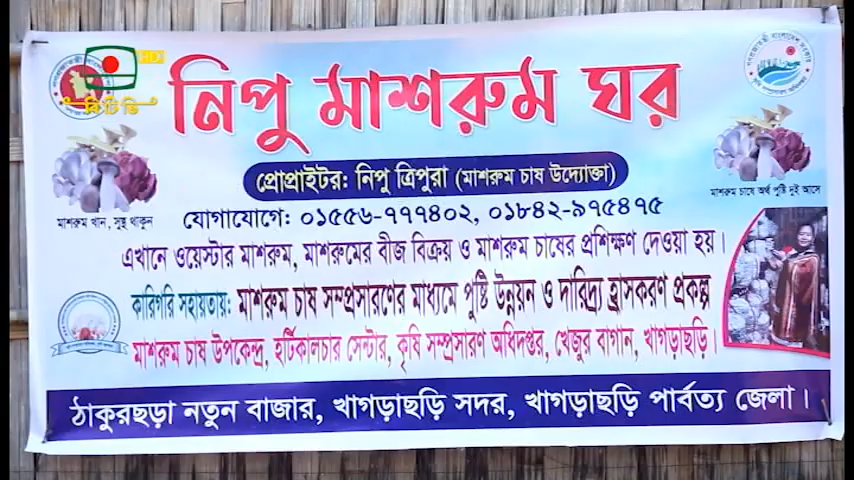 বিটিভি
HD
নিপু মাশরুম ঘর
প্রোপ্রাইটর: নিপু ত্রিপুরা (মাশরুম চাষ উদ্যোক্তা)
মাশরুম খান, সুস্থ থাকুন
মাশরুম চাষে অর্থ পুষ্টি দুই আসে
যোগাযোগে: ০১৫৫৬-৭৭৭৪০২, ০১৮৪২-৯৭৫৪৭৫
এখানে ওয়েস্টার মাশরুম, মাশরুমের বীজ বিক্রয় ও মাশরুম চাষের প্রশিক্ষণ দেওয়া হয়।
কারিগরি সহায়তায়: মাশরুম চাষ সম্প্রসারণের মাধ্যমে পুষ্টি উন্নয়ন ও দারিদ্র্য হ্রাসকরণ প্রকল্প
মাশরুম চাষ উপকেন্দ্র, হর্টিকালচার সেন্টার, কৃষি সম্প্রসারণ অধিদপ্তর, খেজুর বাগান, খাগড়াছড়ি।
ঠাকুরছড়া নতুন বাজার, খাগড়াছড়ি সদর, খাগড়াছড়ি পার্বত্য জেলা।